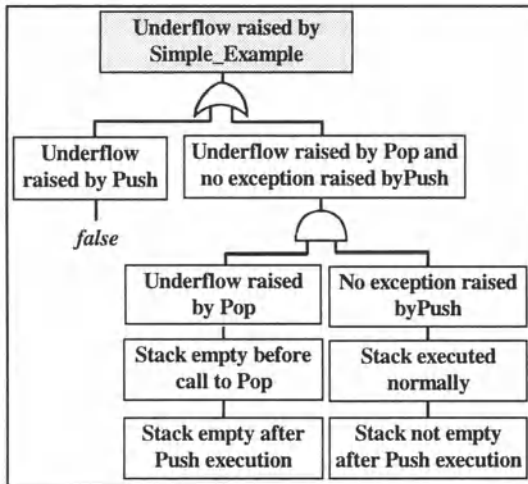 Underflow raised by
Simple_Example
Underflow
raised by Push
Underflow raised by Pop and
no exception raised byPush
false
Underflow raised
by Pop
No exception raised
byPush
Stack empty before
call to Pop
Stack executed
normally
Stack empty after
Push execution
Stack not empty
after Push execution